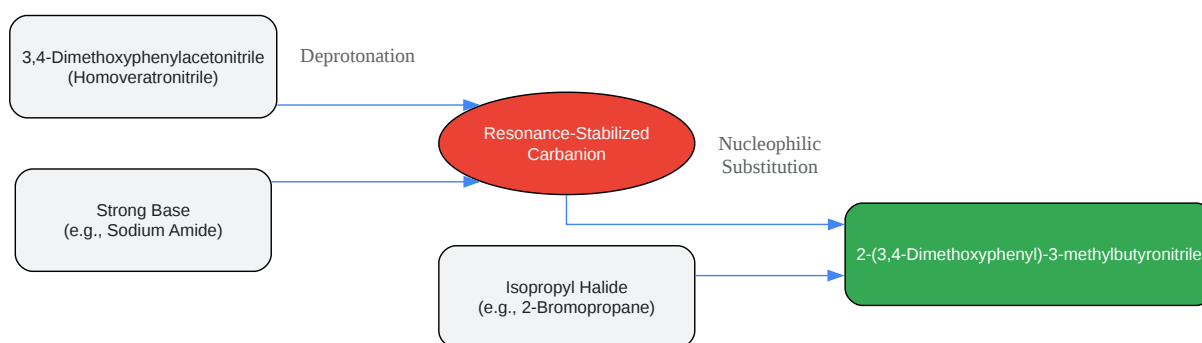 3,4-Dimethoxyphenylacetonitrile
(Homoveratronitrile)
Deprotonation
Resonance-Stabilized
Carbanion
Nucleophilic
Substitution
Strong Base
(e.g., Sodium Amide)
2-(3,4-Dimethoxyphenyl)-3-methylbutyronitrile
Isopropyl Halide
(e.g., 2-Bromopropane)